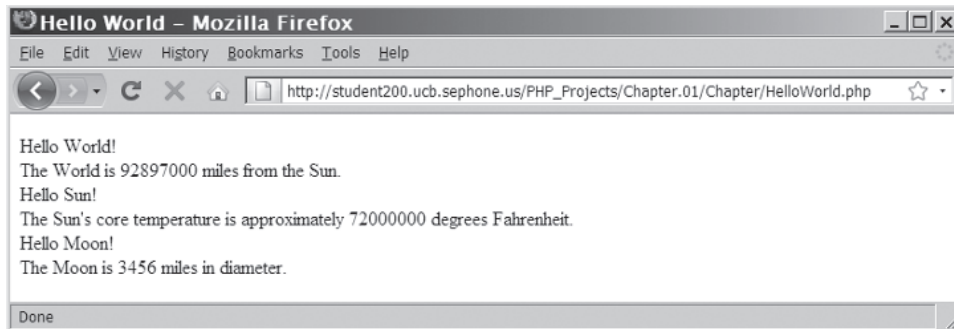 Hello World – Mozilla Firefox
File Edit View History Bookmarks Tools Help
http://student200.ucb.sephone.us/PHP_Projects/Chapter.01/Chapter/HelloWorld.php
Hello World!
The World is 92897000 miles from the Sun.
Hello Sun!
The Sun's core temperature is approximately 72000000 degrees Fahrenheit.
Hello Moon!
The Moon is 3456 miles in diameter.
Done